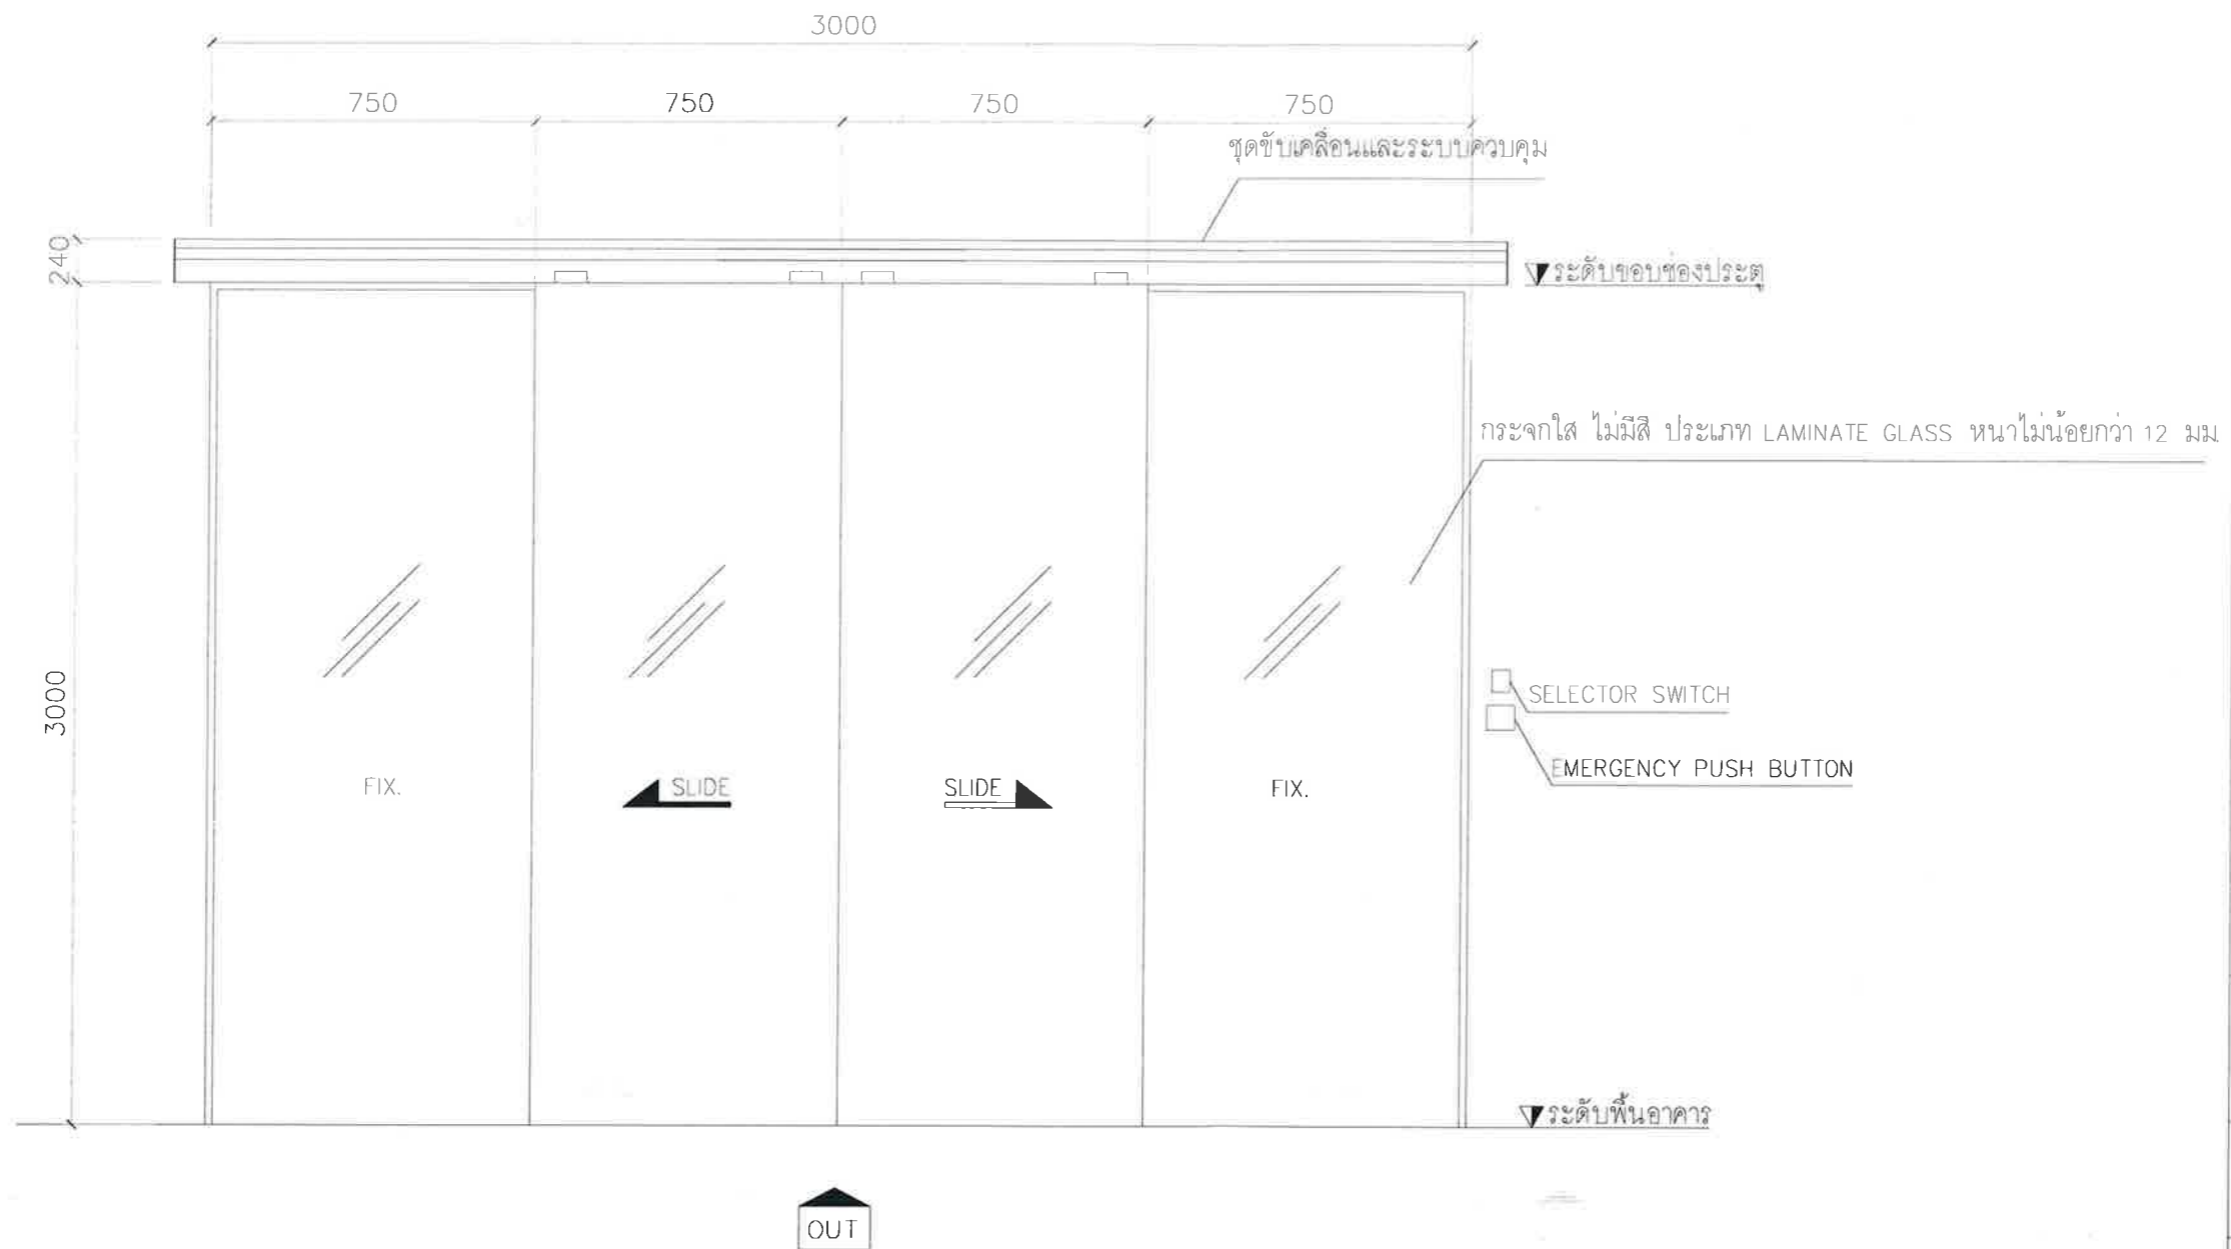 3000
750
750
750
750
ชุดขับเคลื่อนและระบบควบคุม
240
ระดับขอบช่องประตู
กระจกใส ไม่มีสี ประเภท LAMINATE GLASS หนาไม่น้อยกว่า 12 มม.
3000
SELECTOR SWITCH
EMERGENCY PUSH BUTTON
FIX.
SLIDE
SLIDE
FIX.
ระดับพื้นอาคาร
OUT